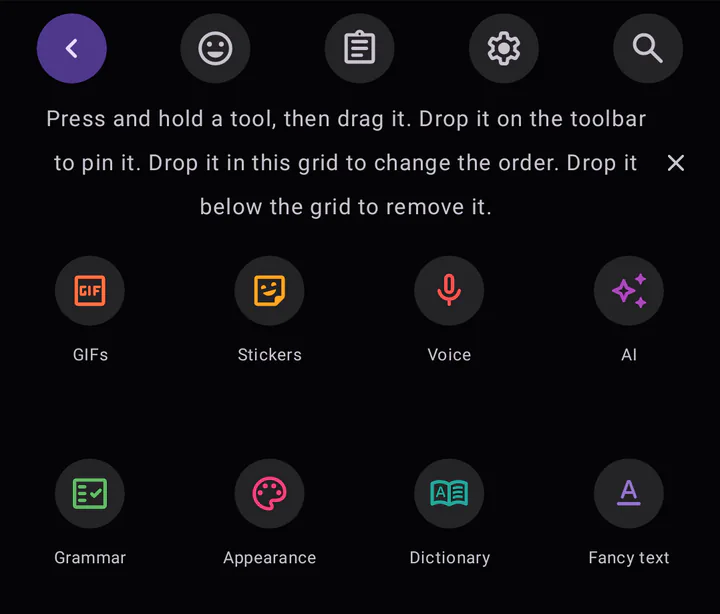 Press and hold a tool, then drag it. Drop it on the toolbar
to pin it. Drop it in this grid to change the order. Drop it
below the grid to remove it.
GIF
GIFs
Stickers
Voice
AI
Grammar
Appearance
A
Dictionary
A
Fancy text